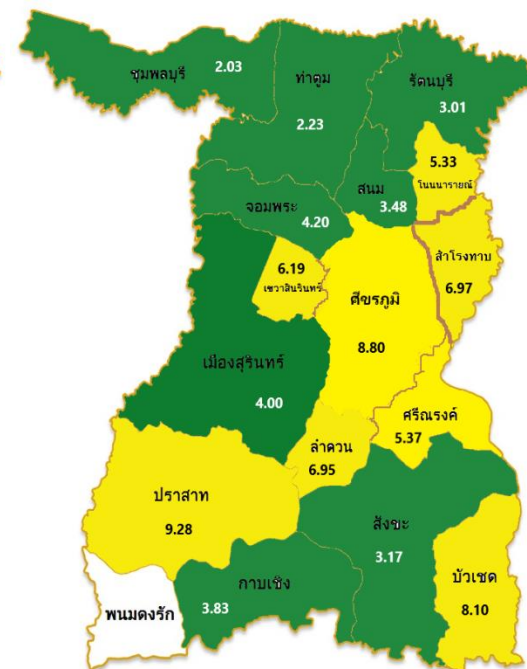 ชุมพลบุรี
2.03
ท่าตูม
2.23
รัตนบุรี
3.01
5.33
โนนนารายณ์
สนม
3.48
จอมพระ
4.20
สำโรงทาบ
6.97
6.19
เขวาสินรินทร์
ศีขรภูมิ
8.80
เมืองสุรินทร์
4.00
ศรีณรงค์
5.37
ลำดวน
6.95
ปราสาท
9.28
สังขะ
3.17
บัวเชด
8.10
กาบเชิง
3.83
พนมดงรัก